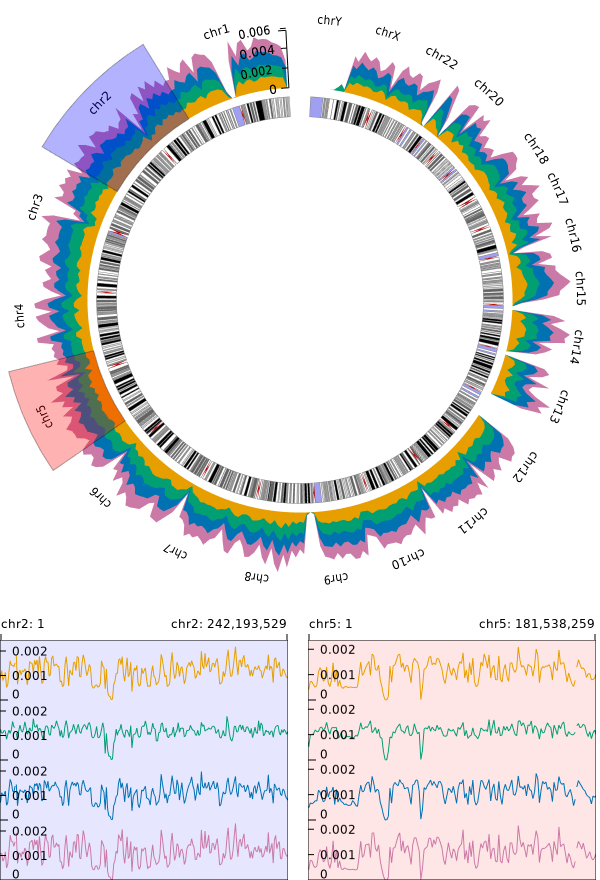 chrY
chr1
0.006
chrX
0.004
chr22
0.002
0
chr20
chr2
chr18
chr17
chr3
chr16
chr15
chr4
chr14
chr5
chr13
chr12
chr6
chr11
chr7
chr10
chr8
chr9
chr2: 1
chr2: 242,193,529
chr5: 1
chr5: 181,538,259
0.002
0.001
0
0.002
0.001
0
0.002
0.001
0
0.002
0.001
0
0.002
0.001
0
0.002
0.001
0
0.002
0.001
0
0.002
0.001
0